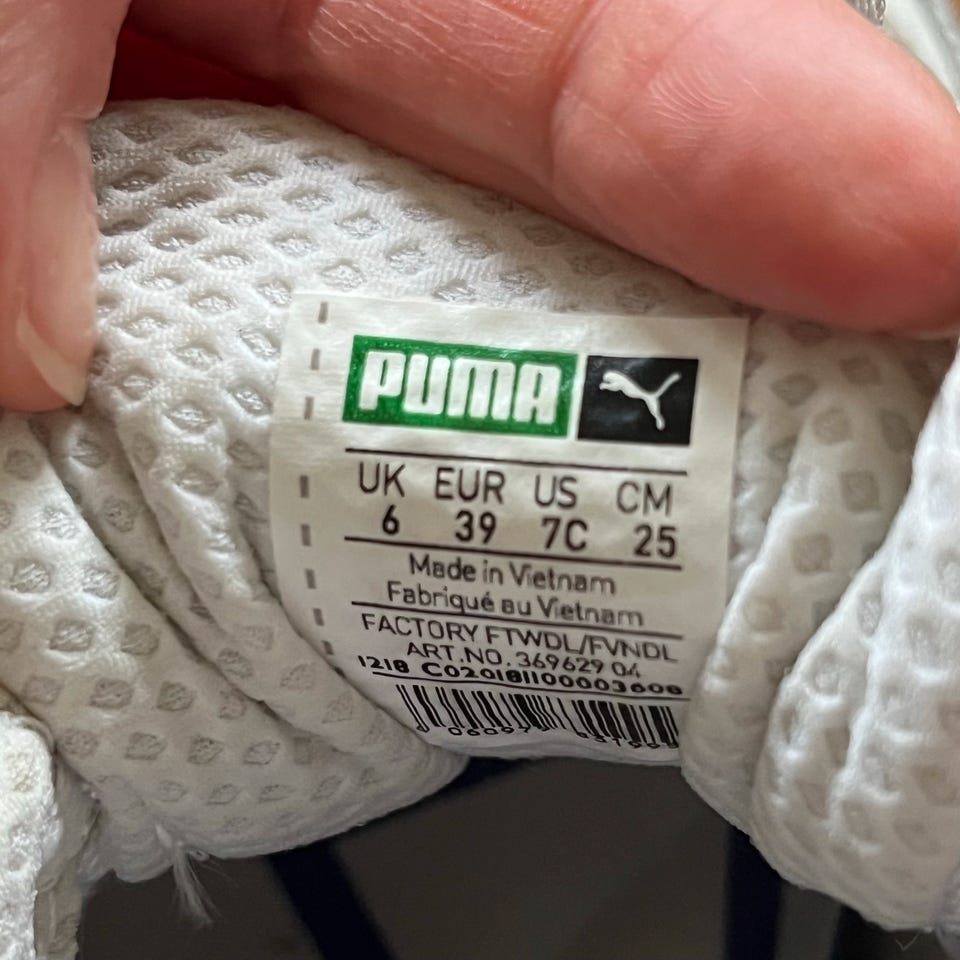 PUMA
UK EUR US CM
6 39 7C 25
Made in Vietnam
Fabriqué au Vietnam
FACTORY FTWDL/FVNDL
ART.NO. 369629 04
1218 C020181100003608